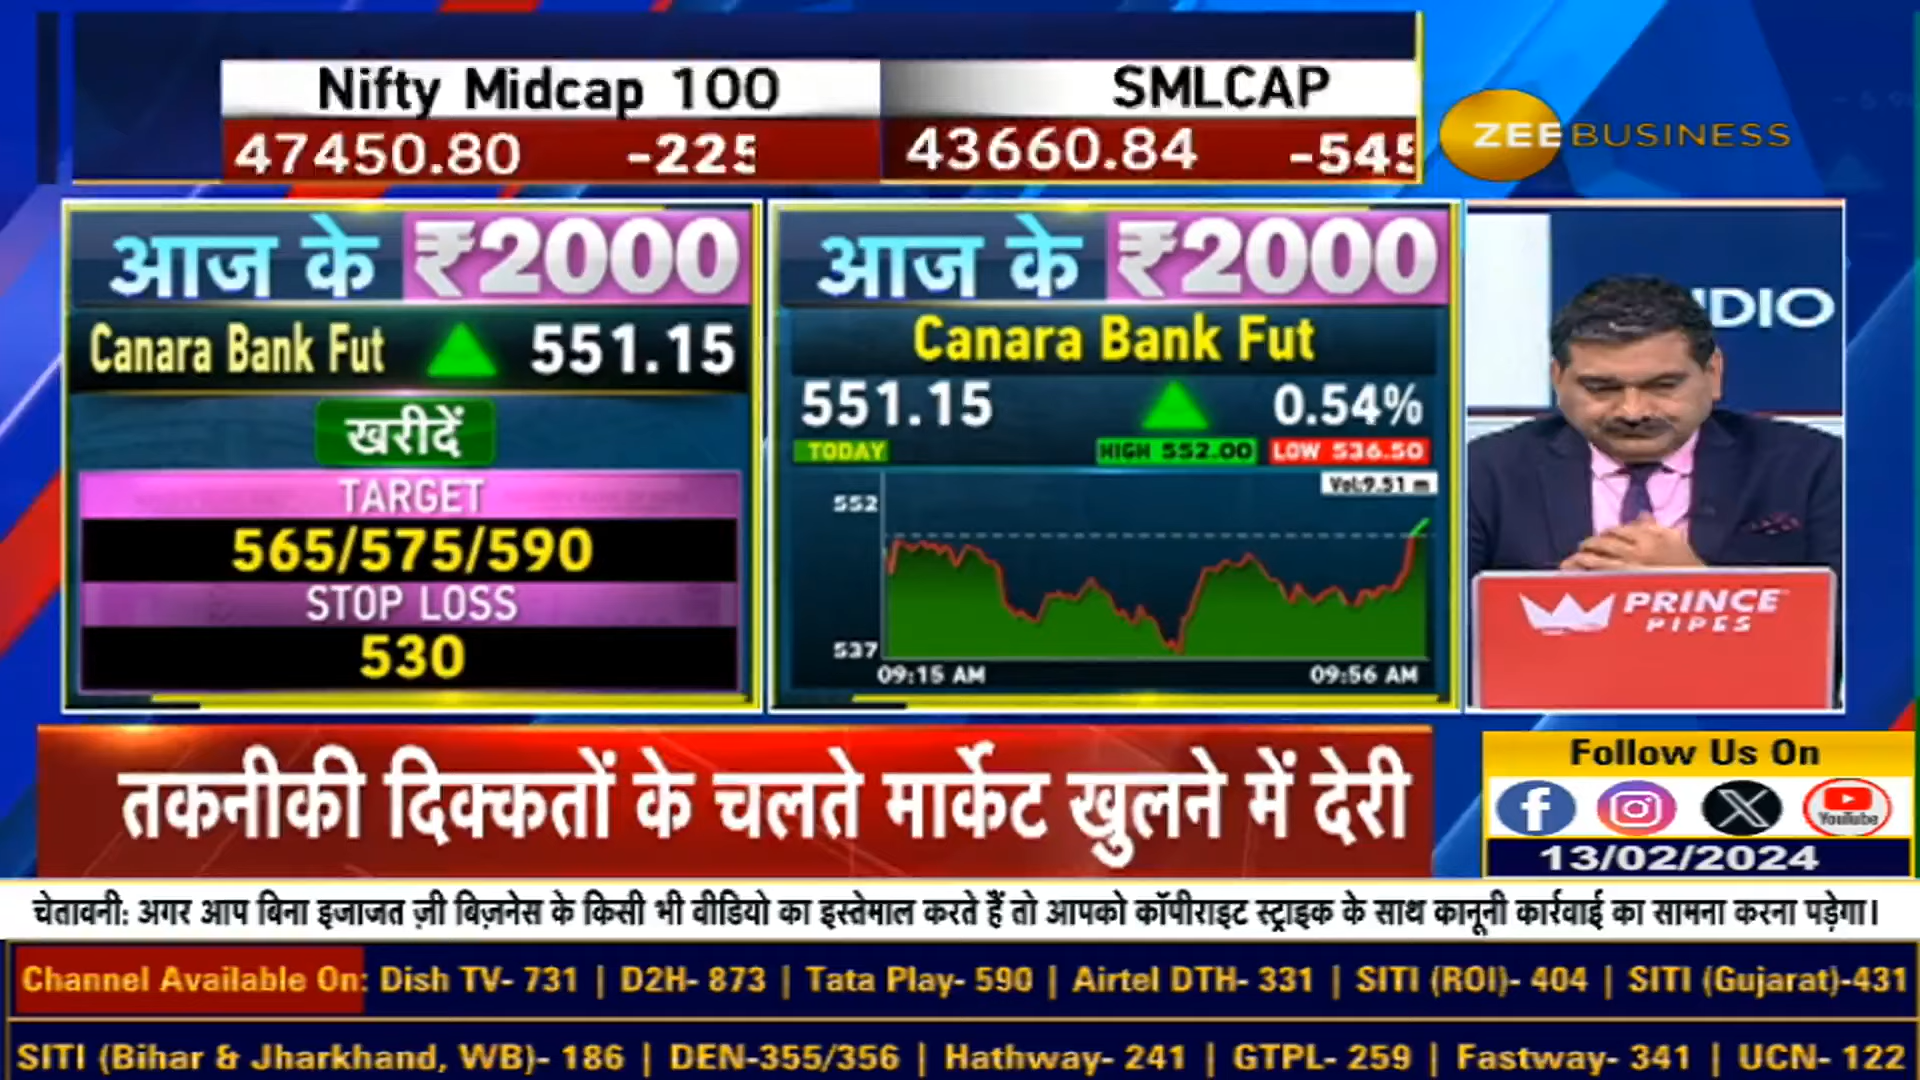 Nifty Midcap 100
47450.80 -225
SMLCAP
43660.84 -545
ZEE BUSINESS
आज के ₹2000
Canara Bank Fut 551.15
खरीदें
TARGET
565/575/590
STOP LOSS
530
आज के ₹2000
Canara Bank Fut
551.15 0.54%
TODAY HIGH 552.00 LOW 536.50
Vol:9.51 m
552
537
09:15 AM 09:56 AM
UDIO
PRINCE
PIPES
तकनीकी दिक्कतों के चलते मार्केट खुलने में देरी
Follow Us On
YouTube
13/02/2024
चेतावनी: अगर आप बिना इजाजत ज़ी बिज़नेस के किसी भी वीडियो का इस्तेमाल करते हैं तो आपको कॉपीराइट स्ट्राइक के साथ कानूनी कार्रवाई का सामना करना पड़ेगा।
Channel Available On: Dish TV- 731 | D2H- 873 | Tata Play- 590 | Airtel DTH- 331 | SITI (ROI)- 404 | SITI (Gujarat)-431
SITI (Bihar & Jharkhand, WB)- 186 | DEN-355/356 | Hathway- 241 | GTPL- 259 | Fastway- 341 | UCN- 122